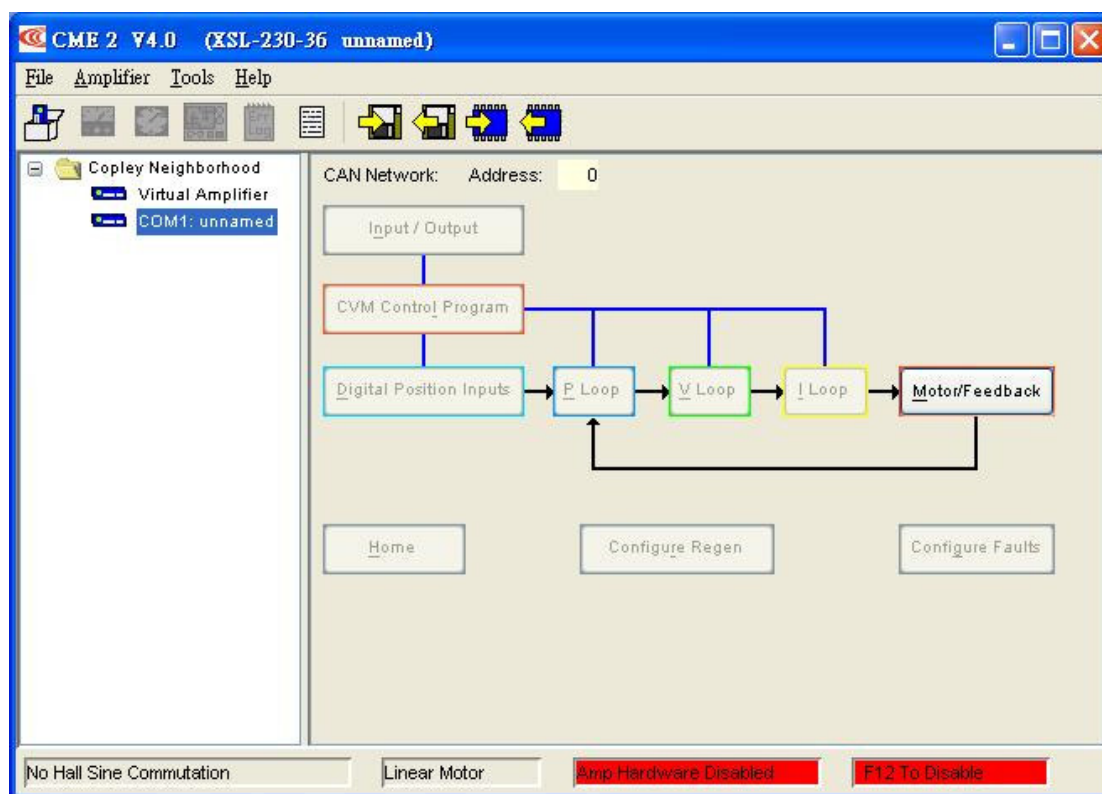 CME 2 V4.0 (XSL-230-36 unnamed)
File Amplifier Tools Help
Err Log
Copley Neighborhood
Virtual Amplifier
COM1: unnamed
CAN Network: Address: 0
Input / Output
CVM Control Program
Digital Position Inputs P Loop V Loop I Loop Motor/Feedback
Home Configure Regen Configure Faults
No Hall Sine Commutation Linear Motor Amp Hardware Disabled F12 To Disable